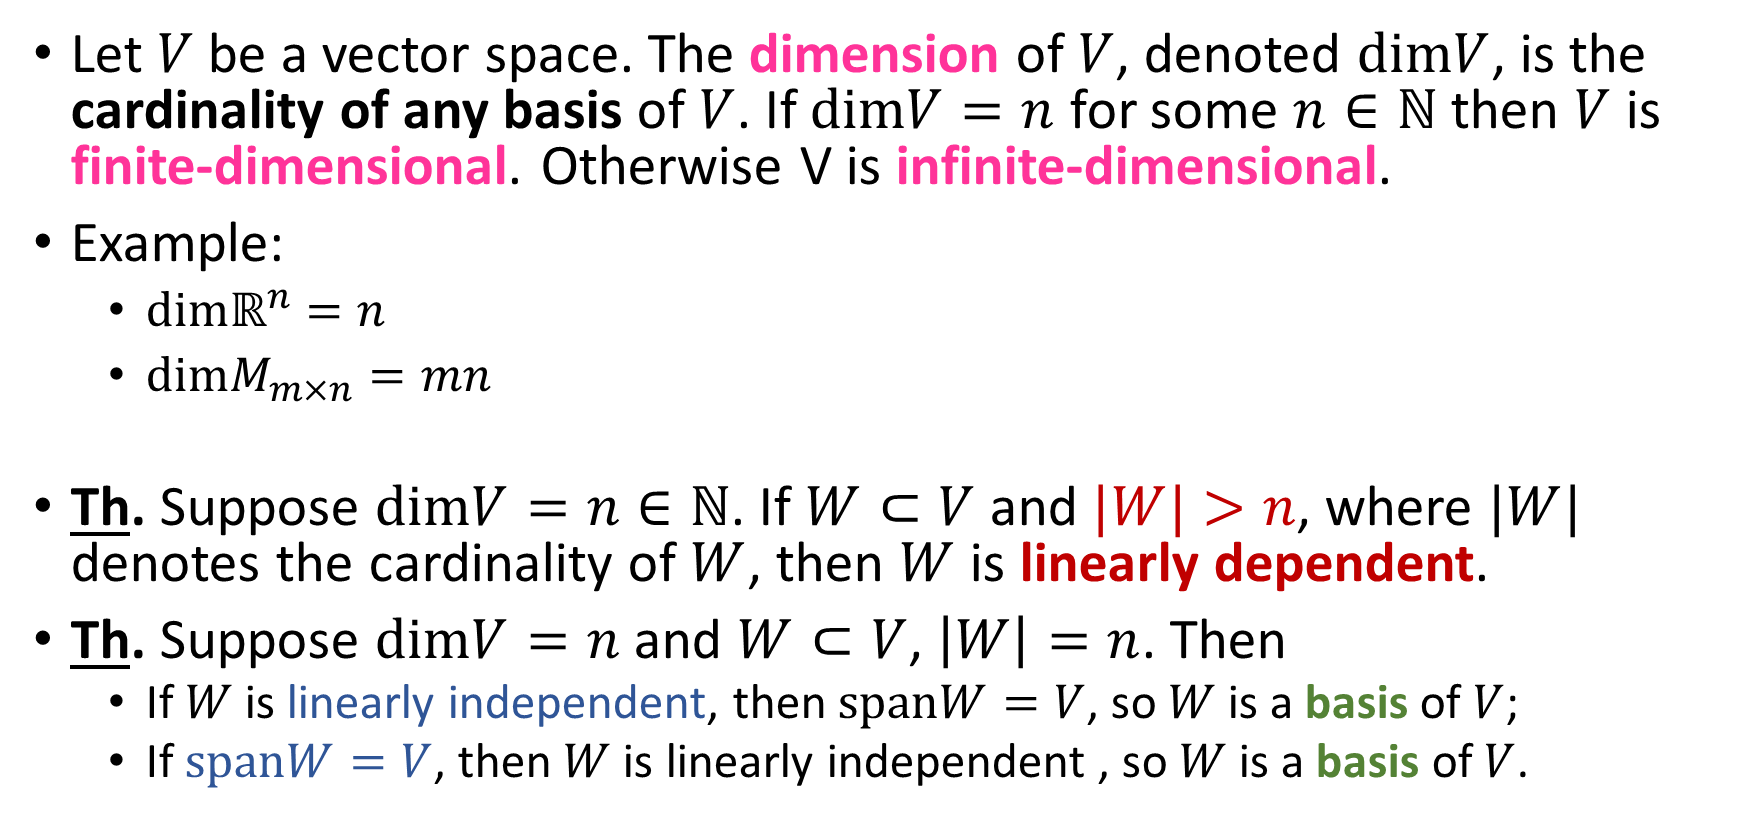 • Let 𝑉 be a vector space. The dimension of 𝑉, denoted dim𝑉, is the
cardinality of any basis of 𝑉. If dim𝑉 = 𝑛 for some 𝑛 ∈ ℕ then 𝑉 is
finite-dimensional. Otherwise V is infinite-dimensional.
• Example:
• dimℝⁿ = 𝑛
• dim𝑀ₘ×ₙ = 𝑚𝑛
• Th. Suppose dim𝑉 = 𝑛 ∈ ℕ. If 𝑊 ⊂ 𝑉 and |𝑊| > 𝑛, where |𝑊|
denotes the cardinality of 𝑊, then 𝑊 is linearly dependent.
• Th. Suppose dim𝑉 = 𝑛 and 𝑊 ⊂ 𝑉, |𝑊| = 𝑛. Then
• If 𝑊 is linearly independent, then span𝑊 = 𝑉, so 𝑊 is a basis of 𝑉;
• If span𝑊 = 𝑉, then 𝑊 is linearly independent , so 𝑊 is a basis of 𝑉.